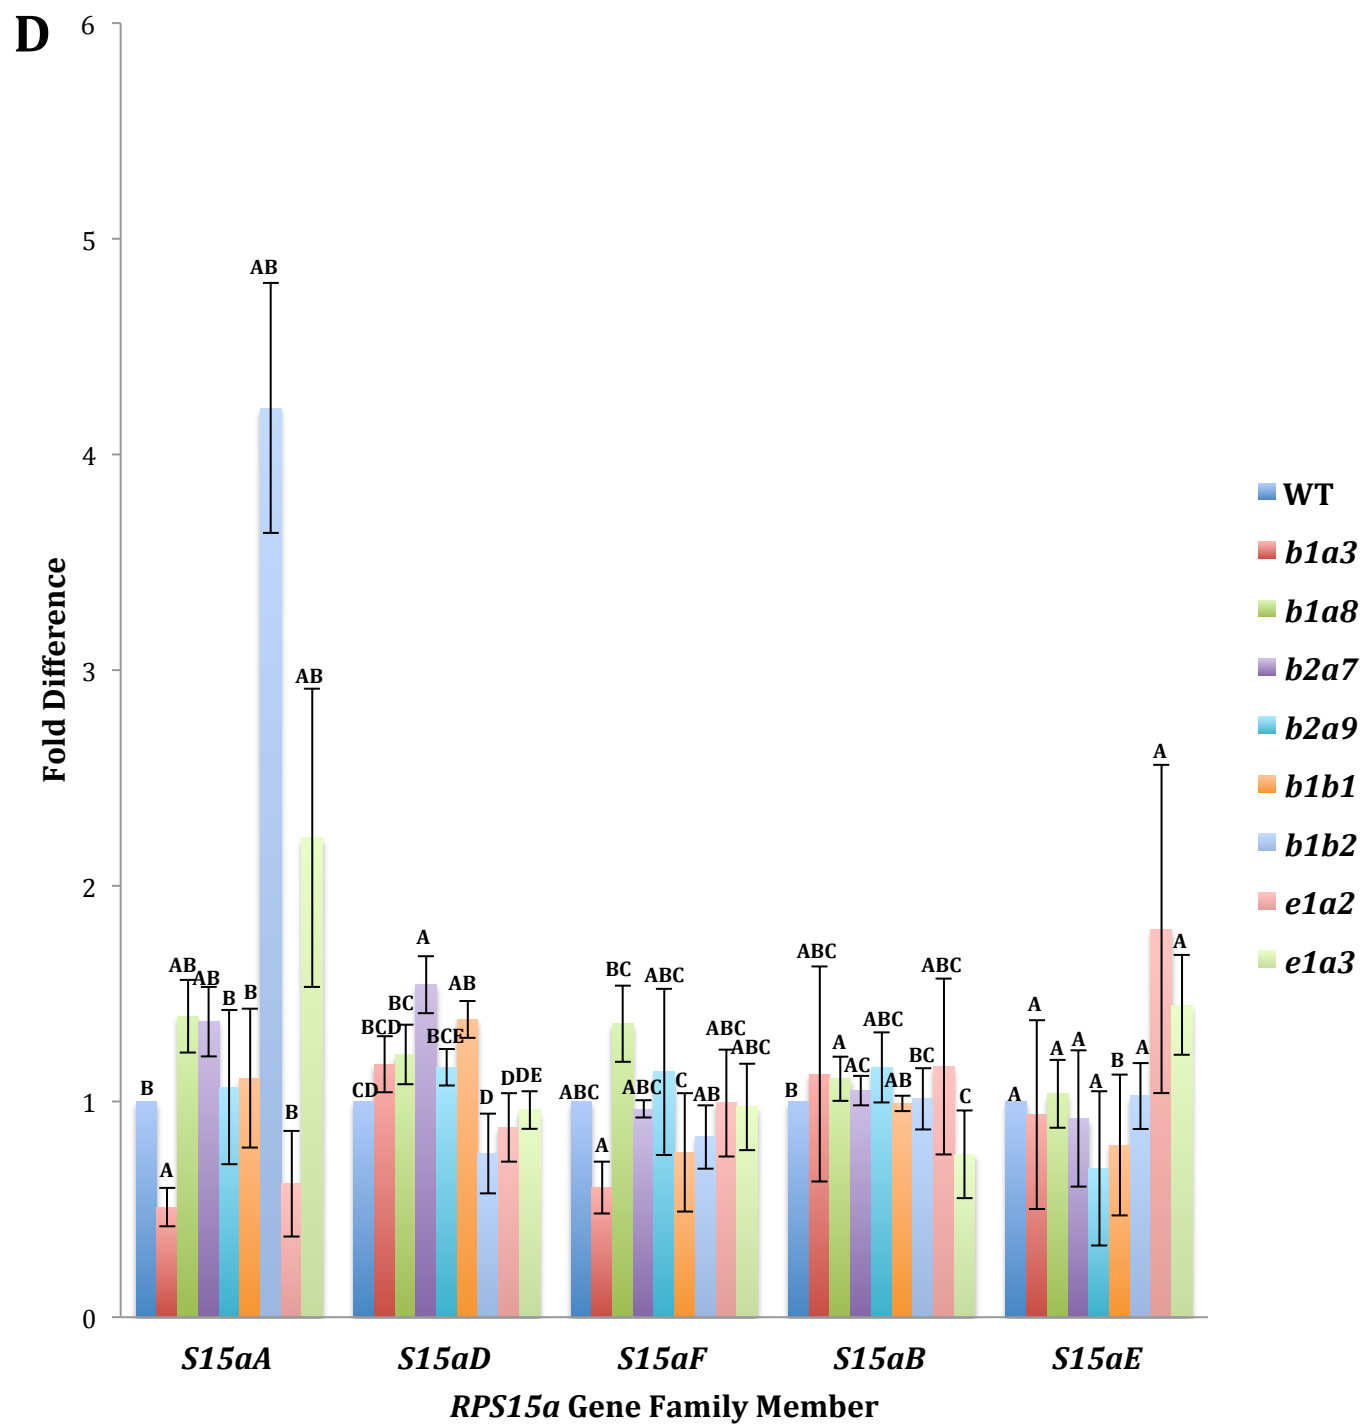 D
6
5
4
3
2
1
0
Fold Difference
B A AB AB B B AB B AB
CD BCD BC A BCE AB D D DE
ABC A BC ABC ABC C AB ABC ABC
B ABC A AC ABC AB BC ABC C
A A A A A B A A A
S15aA S15aD S15aF S15aB S15aE
RPS15a Gene Family Member
WT
b1a3
b1a8
b2a7
b2a9
b1b1
b1b2
e1a2
e1a3